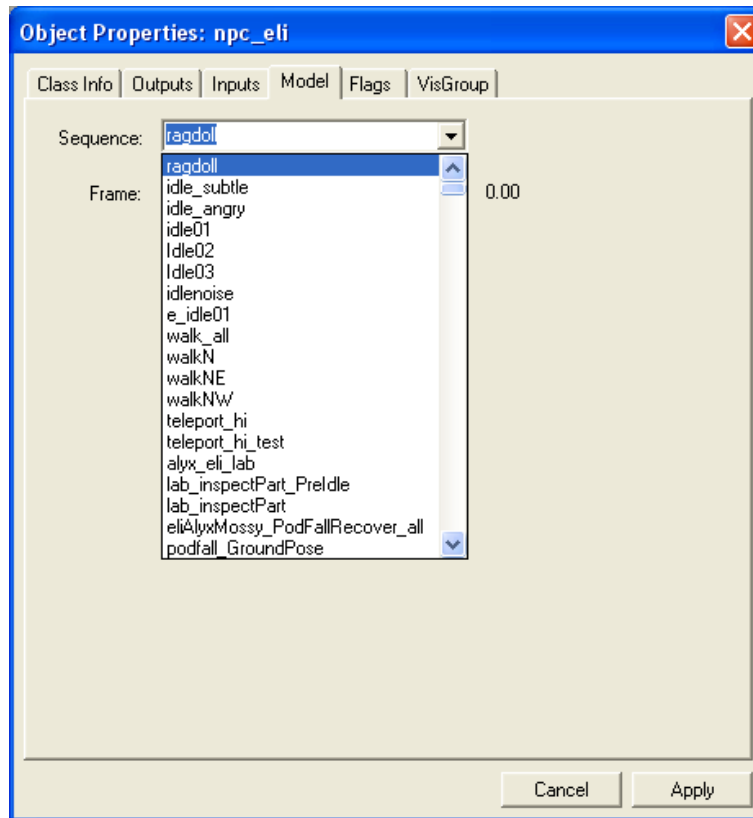 Object Properties: npc_eli
Class Info Outputs Inputs Model Flags VisGroup
Sequence: ragdoll
ragdoll
Frame: 0.00
idle_subtle
idle_angry
idle01
Idle02
Idle03
idlenoise
e_idle01
walk_all
walkN
walkNE
walkNW
teleport_hi
teleport_hi_test
alyx_eli_lab
lab_inspectPart_PreIdle
lab_inspectPart
eliAlyxMossy_PodFallRecover_all
podfall_GroundPose
Cancel Apply